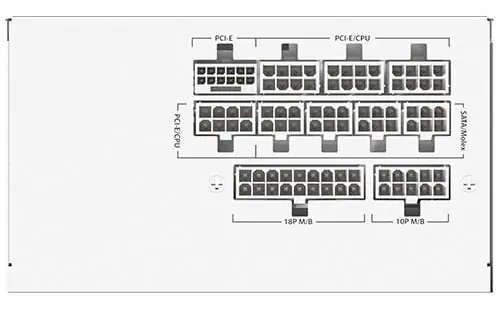 PCI-E
PCI-E/CPU
PCI-E/CPU
SATA/Molex
18P M/B
10P M/B